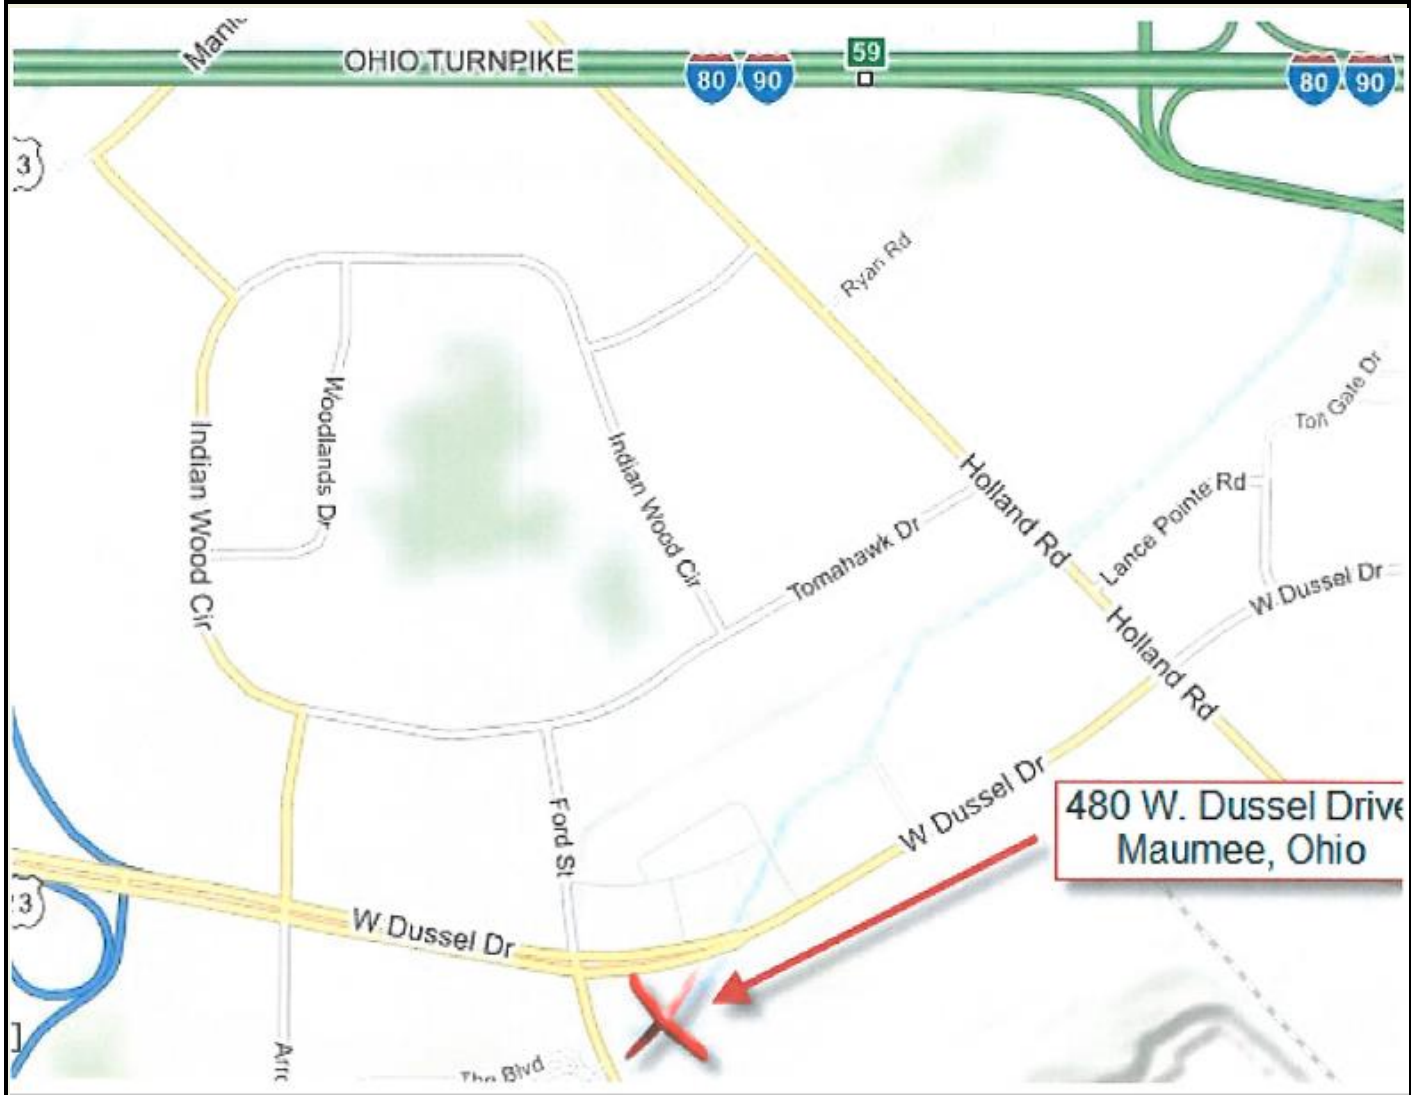 OHIO TURNPIKE
80
90
59
80
90
3
Ryan Rd
Woodlands Dr
Indian Wood Cir
Indian Wood Cir
Tomahawk Dr
Holland Rd
Lance Pointe Rd
Gate Dr
W Dussel Dr
Holland Rd
W Dussel Dr
480 W. Dussel Drive
Maumee, Ohio
Ford St
3
W Dussel Dr
The Blvd